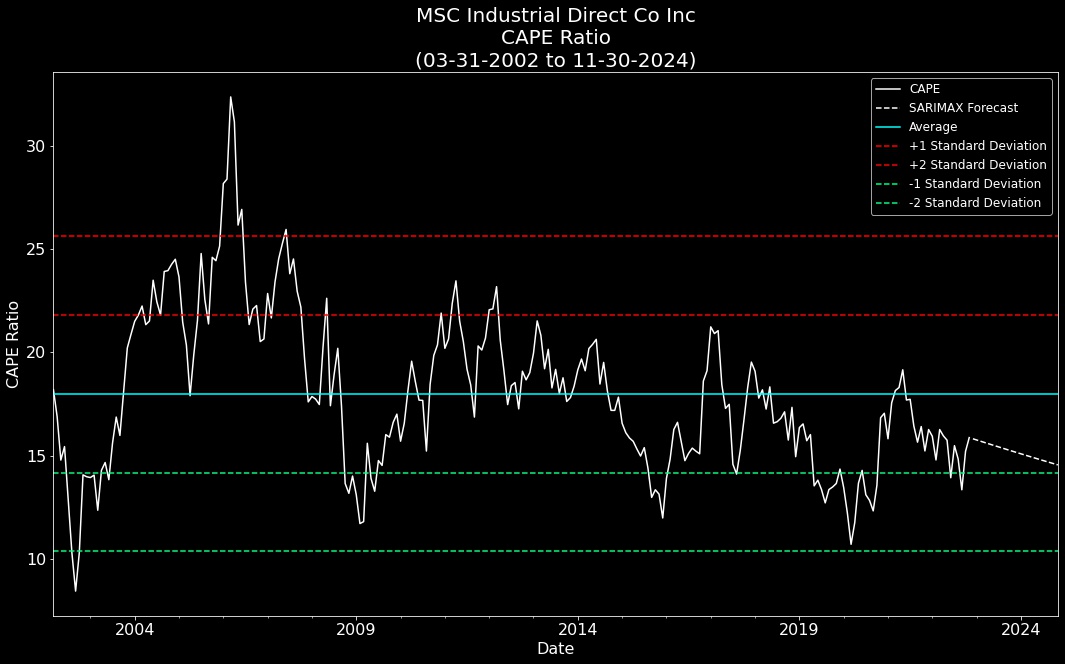 MSC Industrial Direct Co Inc
CAPE Ratio
(03-31-2002 to 11-30-2024)
CAPE
SARIMAX Forecast
Average
+1 Standard Deviation
+2 Standard Deviation
-1 Standard Deviation
-2 Standard Deviation
30
25
20
15
10
CAPE Ratio
2004
2009
2014
2019
2024
Date